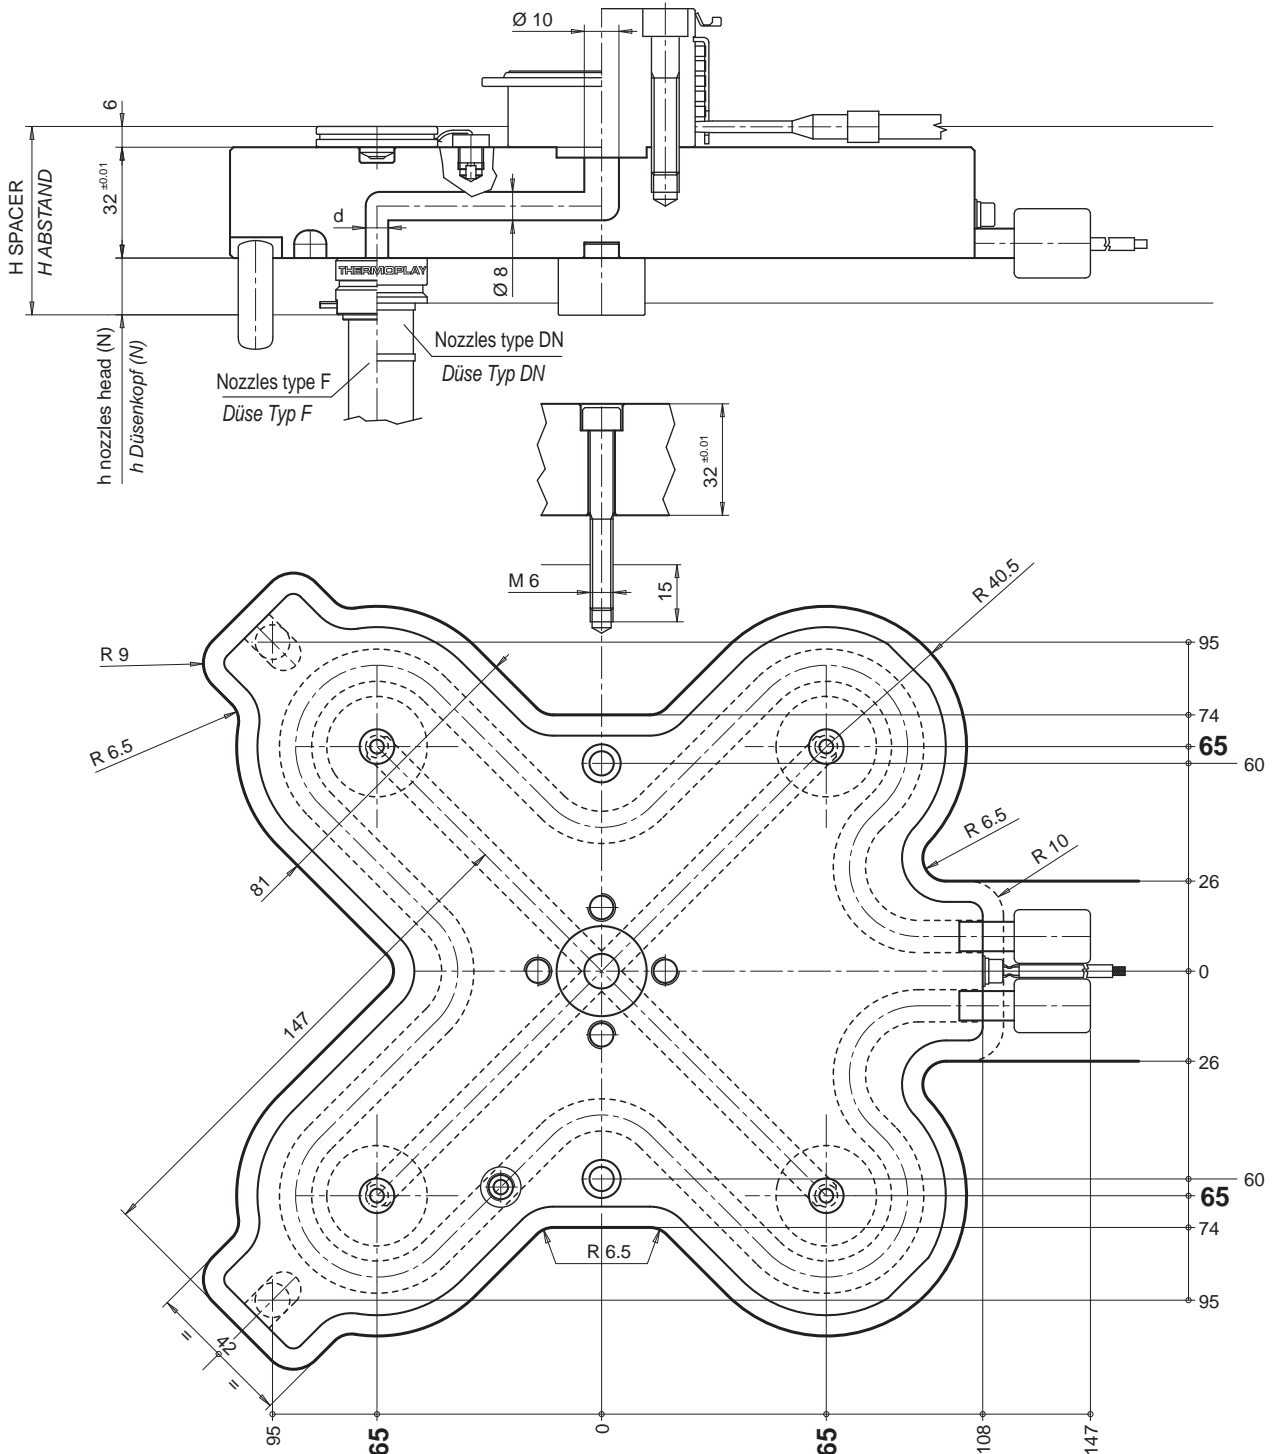 Ø 10
6
H SPACER
H ABSTAND
32 ±0.01
d
THERMOPLAY
Ø 8
h nozzles head (N)
h Düsenkopf (N)
Nozzles type DN
Düse Typ DN
Nozzles type F
Düse Typ F
32 ±0.01
M 6
15
R 40.5
R 9
95
R 6.5
74
65
60
R 6.5
R 10
81
26
147
0
26
60
65
74
R 6.5
95
=
42
=
95
65
0
65
108
147